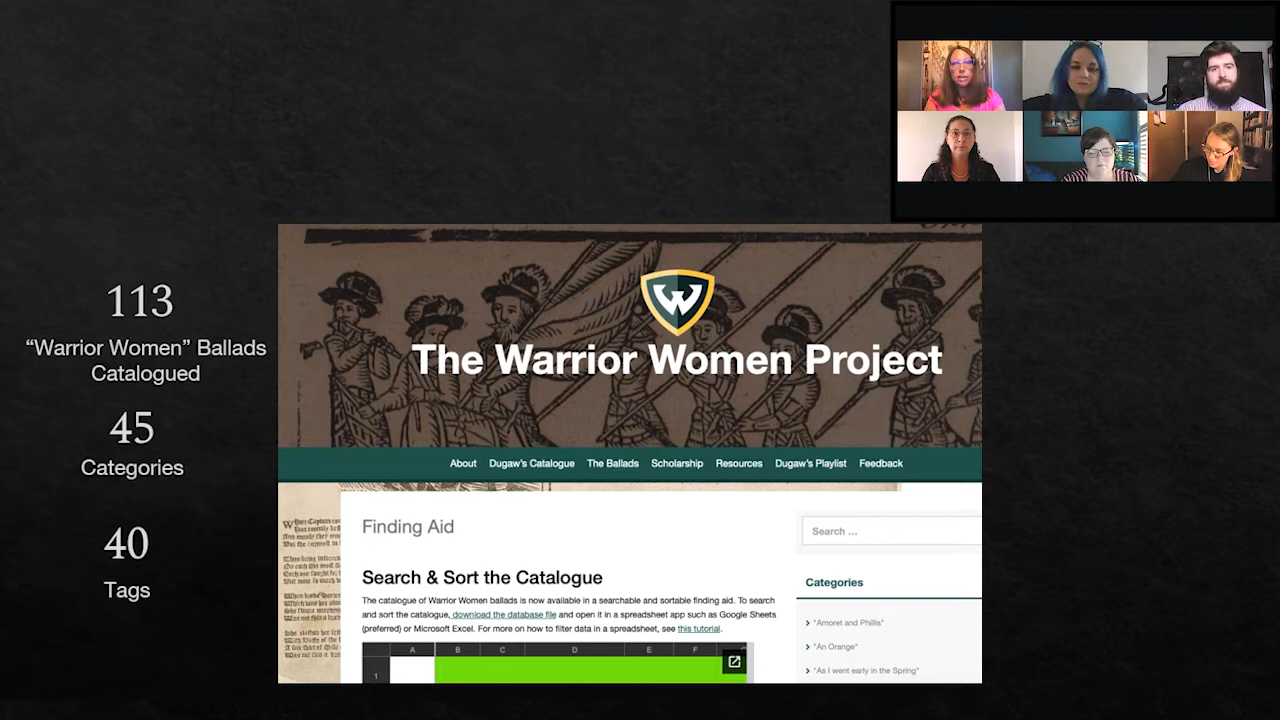 113
“Warrior Women” Ballads
Catalogued
45
Categories
40
Tags
W
The Warrior Women Project
About Dugaw's Catalogue The Ballads Scholarship Resources Dugaw's Playlist Feedback
Finding Aid
Search ...
Search & Sort the Catalogue
The catalogue of Warrior Women ballads is now available in a searchable and sortable finding aid. To search
and sort the catalogue, download the database file and open it in a spreadsheet app such as Google Sheets
(preferred) or Microsoft Excel. For more on how to filter data in a spreadsheet, see this tutorial.
A B C D E F
1
Categories
"Amoret and Phillis"
"An Orange"
"As I went early in the Spring"